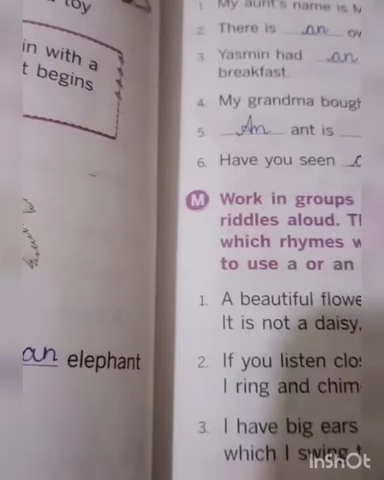 toy
in with a
t begins
an elephant
1. My aunt's name is
2. There is an
3. Yasmin had an
breakfast.
4. My grandma bough
5. An ant is
6. Have you seen
M Work in groups
riddles aloud. T
which rhymes w
to use a or an
1. A beautiful flowe
It is not a daisy,
2. If you listen clo
I ring and chim
3. I have big ears
which I swing
InShOt